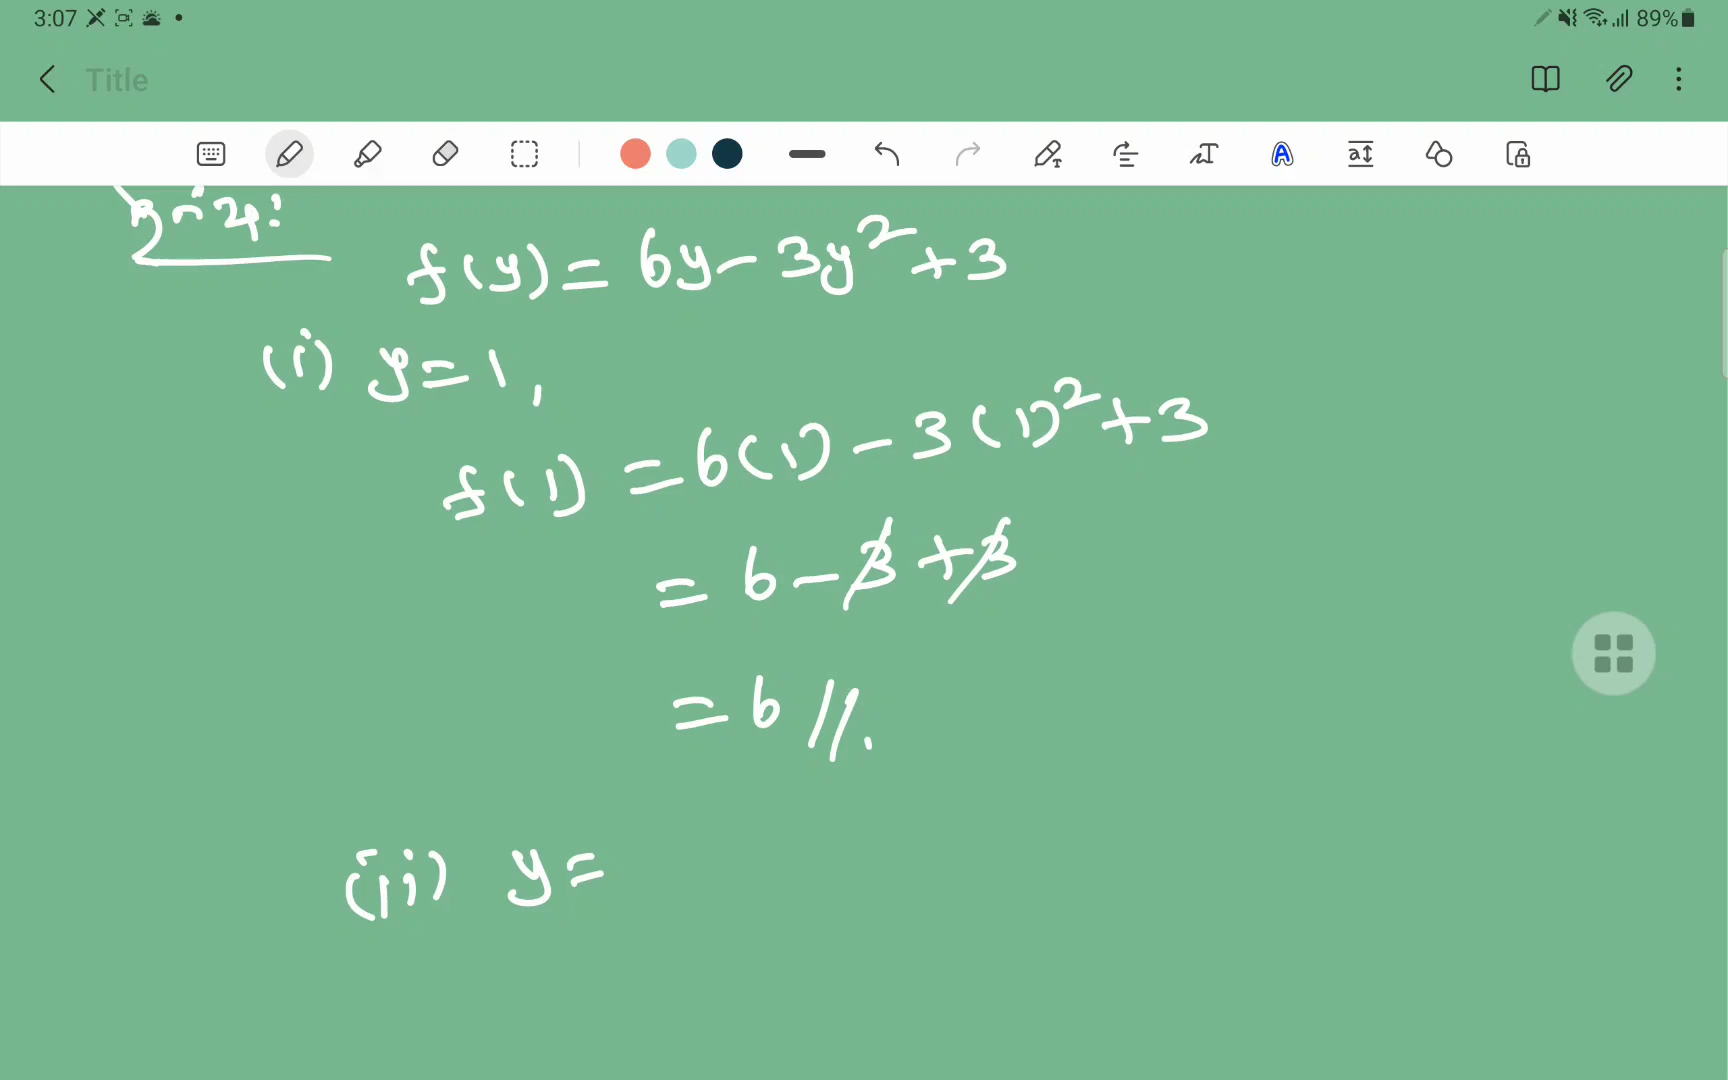 3:07 89%
Title
f(y) = 6y - 3y² + 3
(i) y = 1,
f(1) = 6(1) - 3(1)² + 3
= 6 - 3 + 3
= 6 //.
(ii) y =